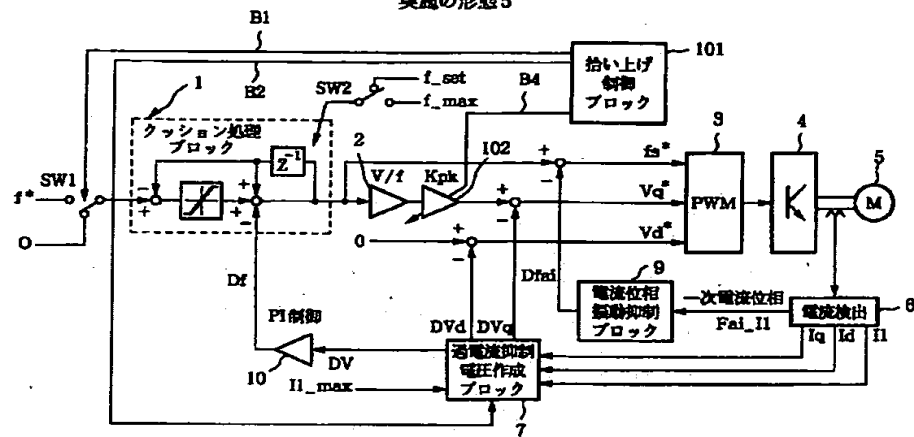 実施の形態5
B1
B2
1
SW2
f_set
f_max
B4
拾い上げ
制御
ブロック
101
クッション処理
ブロック
Z⁻¹
SW1
f*
0
2
V/f
Kpk
102
fs*
Vq*
Vd*
3
PWM
4
5
M
0
Df
Dfai
9
電流位相
振動抑制
ブロック
一次電流位相
Fai_I1
電流検出
6
Iq
Id
I1
PI制御
10
DV
DVd
DVq
過電流抑制
電圧作成
ブロック
I1_max
7